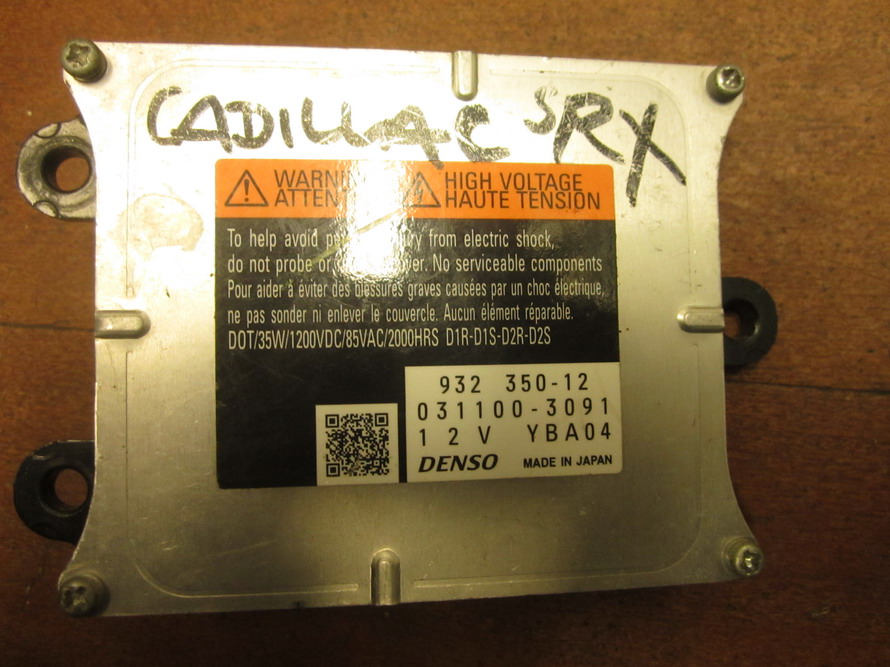 CADILLAC SRX
WARNIN HIGH VOLTAGE
ATTEN HAUTE TENSION
To help avoid from electric shock,
do not probe or No serviceable components
Pour aider à éviter des blessures graves causées par un choc électrique,
ne pas sonder ni enlever le couvercle. Aucun élément réparable.
DOT/35W/1200VDC/85VAC/2000HRS D1R-D1S-D2R-D2S
932 350-12
031100-3091
12V YBA04
DENSO MADE IN JAPAN